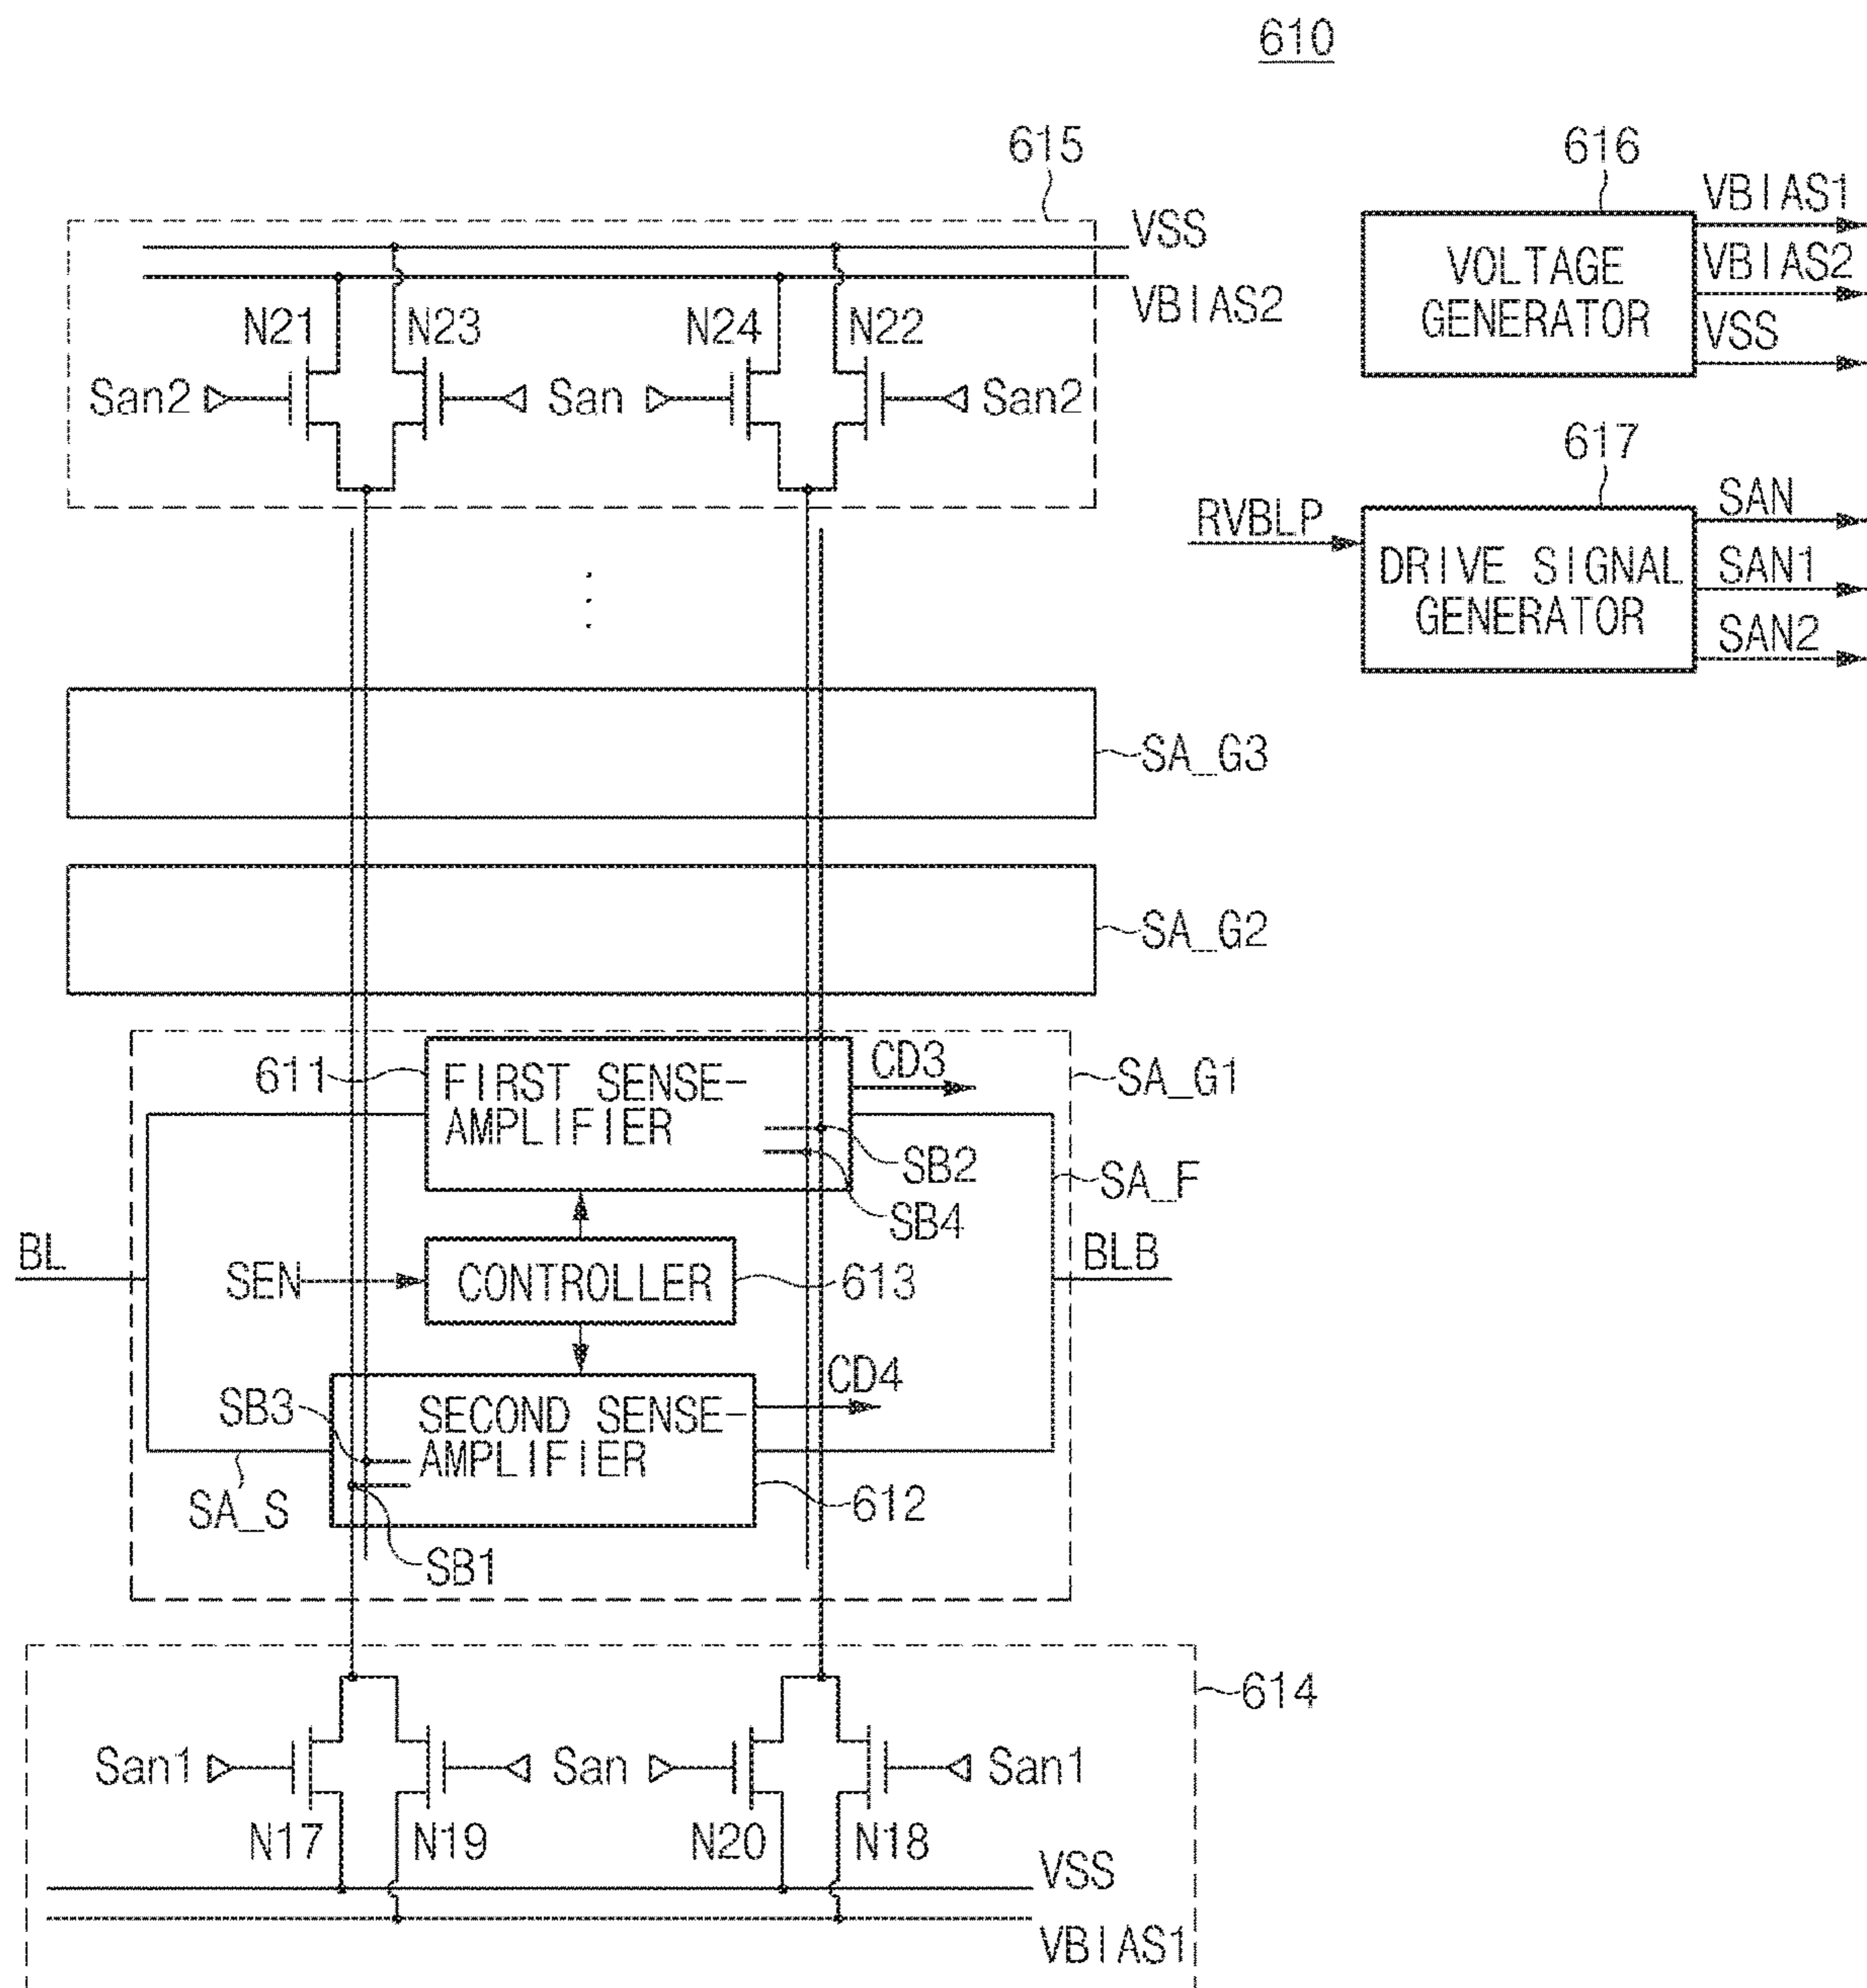 610
615
616
VSS
VBIAS2
N21
N23
N24
N22
San2
San
San2
VOLTAGE
GENERATOR
VBIAS1
VBIAS2
VSS
617
RVBLP
DRIVE SIGNAL
GENERATOR
SAN
SAN1
SAN2
SA_G3
SA_G2
611
FIRST SENSE-
AMPLIFIER
CD3
SA_G1
SB2
SA_F
SB4
BL
SEN
CONTROLLER
613
BLB
CD4
SB3
SECOND SENSE-
AMPLIFIER
SA_S
612
SB1
614
San1
San
San1
N17
N19
N20
N18
VSS
VBIAS1